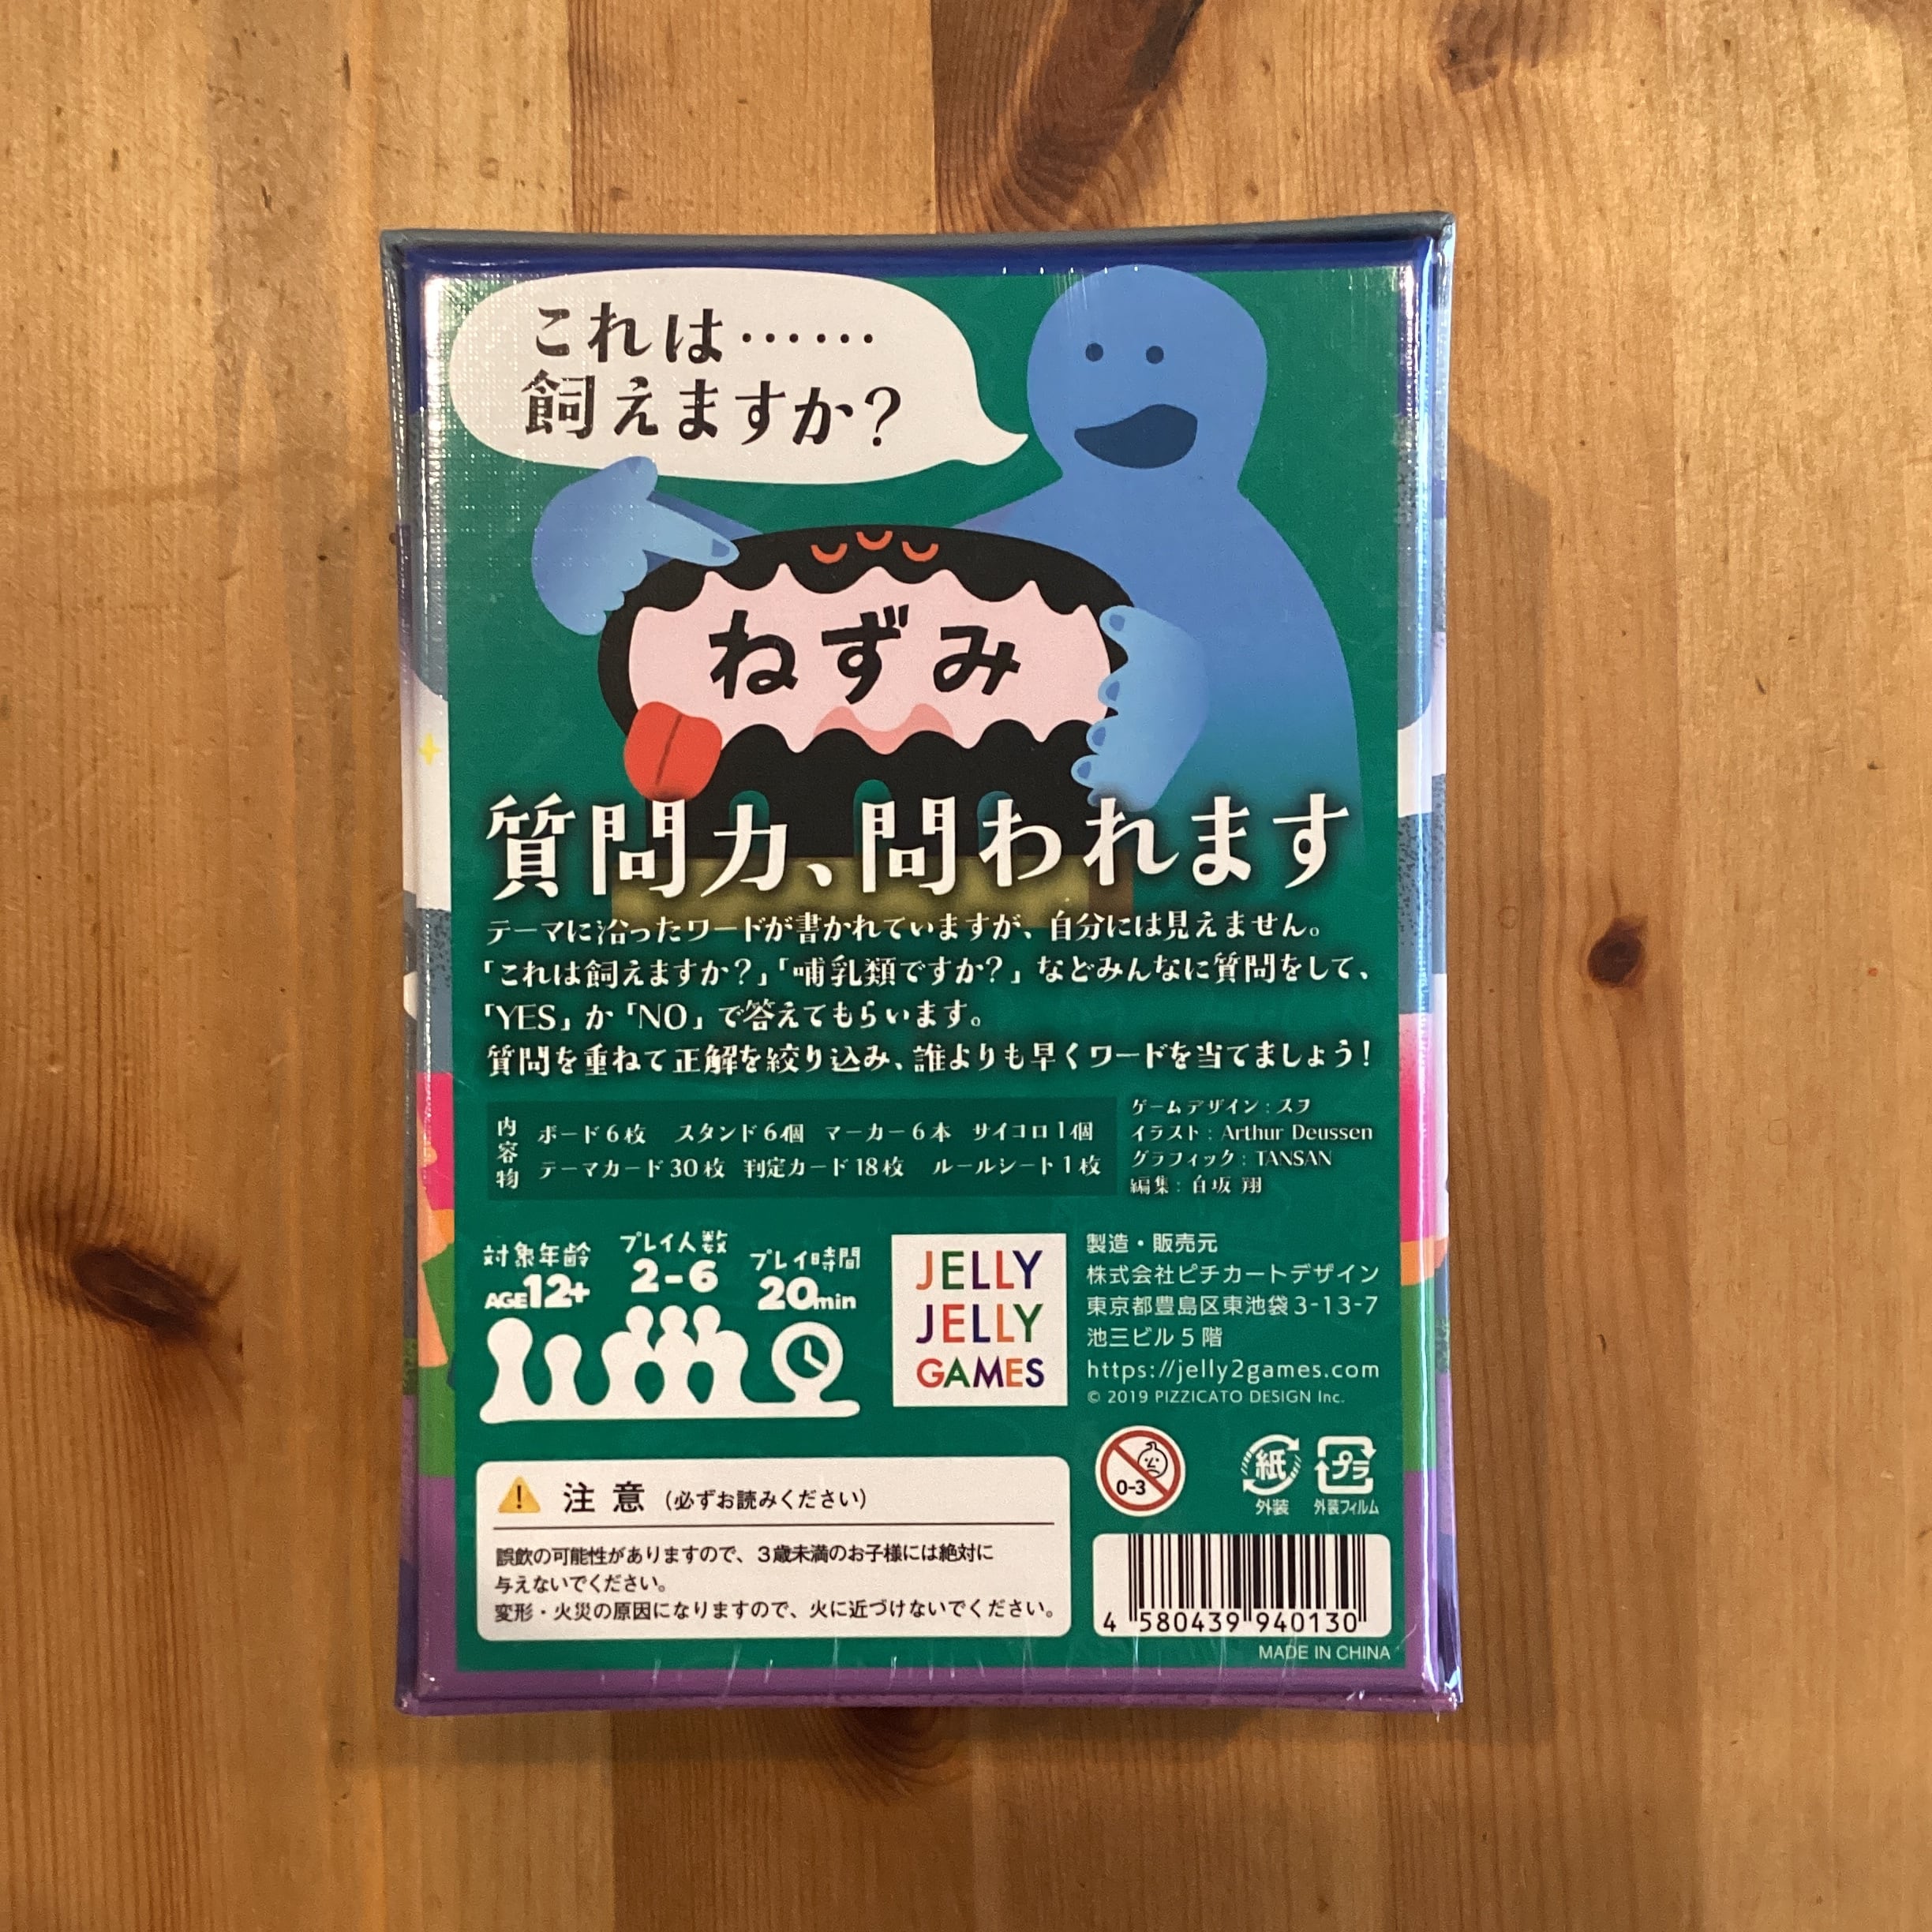 これは……
飼えますか?
ねずみ
質問力、問われます
テーマに沿ったワードが書かれていますが、自分には見えません。
「これは飼えますか?」「哺乳類ですか?」などみんなに質問をして、
「YES」か「NO」で答えてもらいます。
質問を重ねて正解を絞り込み、誰よりも早くワードを当てましょう!
内容物
ボード6枚 スタンド6個 マーカー6本 サイコロ1個
テーマカード30枚 判定カード18枚 ルールシート1枚
ゲームデザイン:スヲ
イラスト:Arthur Deussen
グラフィック:TANSAN
編集:白坂 翔
対象年齢
AGE12+
プレイ人数
2-6
プレイ時間
20min
JELLY
JELLY
GAMES
製造・販売元
株式会社ピチカートデザイン
東京都豊島区東池袋3-13-7
池三ビル5階
https://jelly2games.com
© 2019 PIZZICATO DESIGN Inc.
0-3
紙
外装
プラ
外装フィルム
注意(必ずお読みください)
誤飲の可能性がありますので、3歳未満のお子様には絶対に
与えないでください。
変形・火災の原因になりますので、火に近づけないでください。
4 580439 940130
MADE IN CHINA